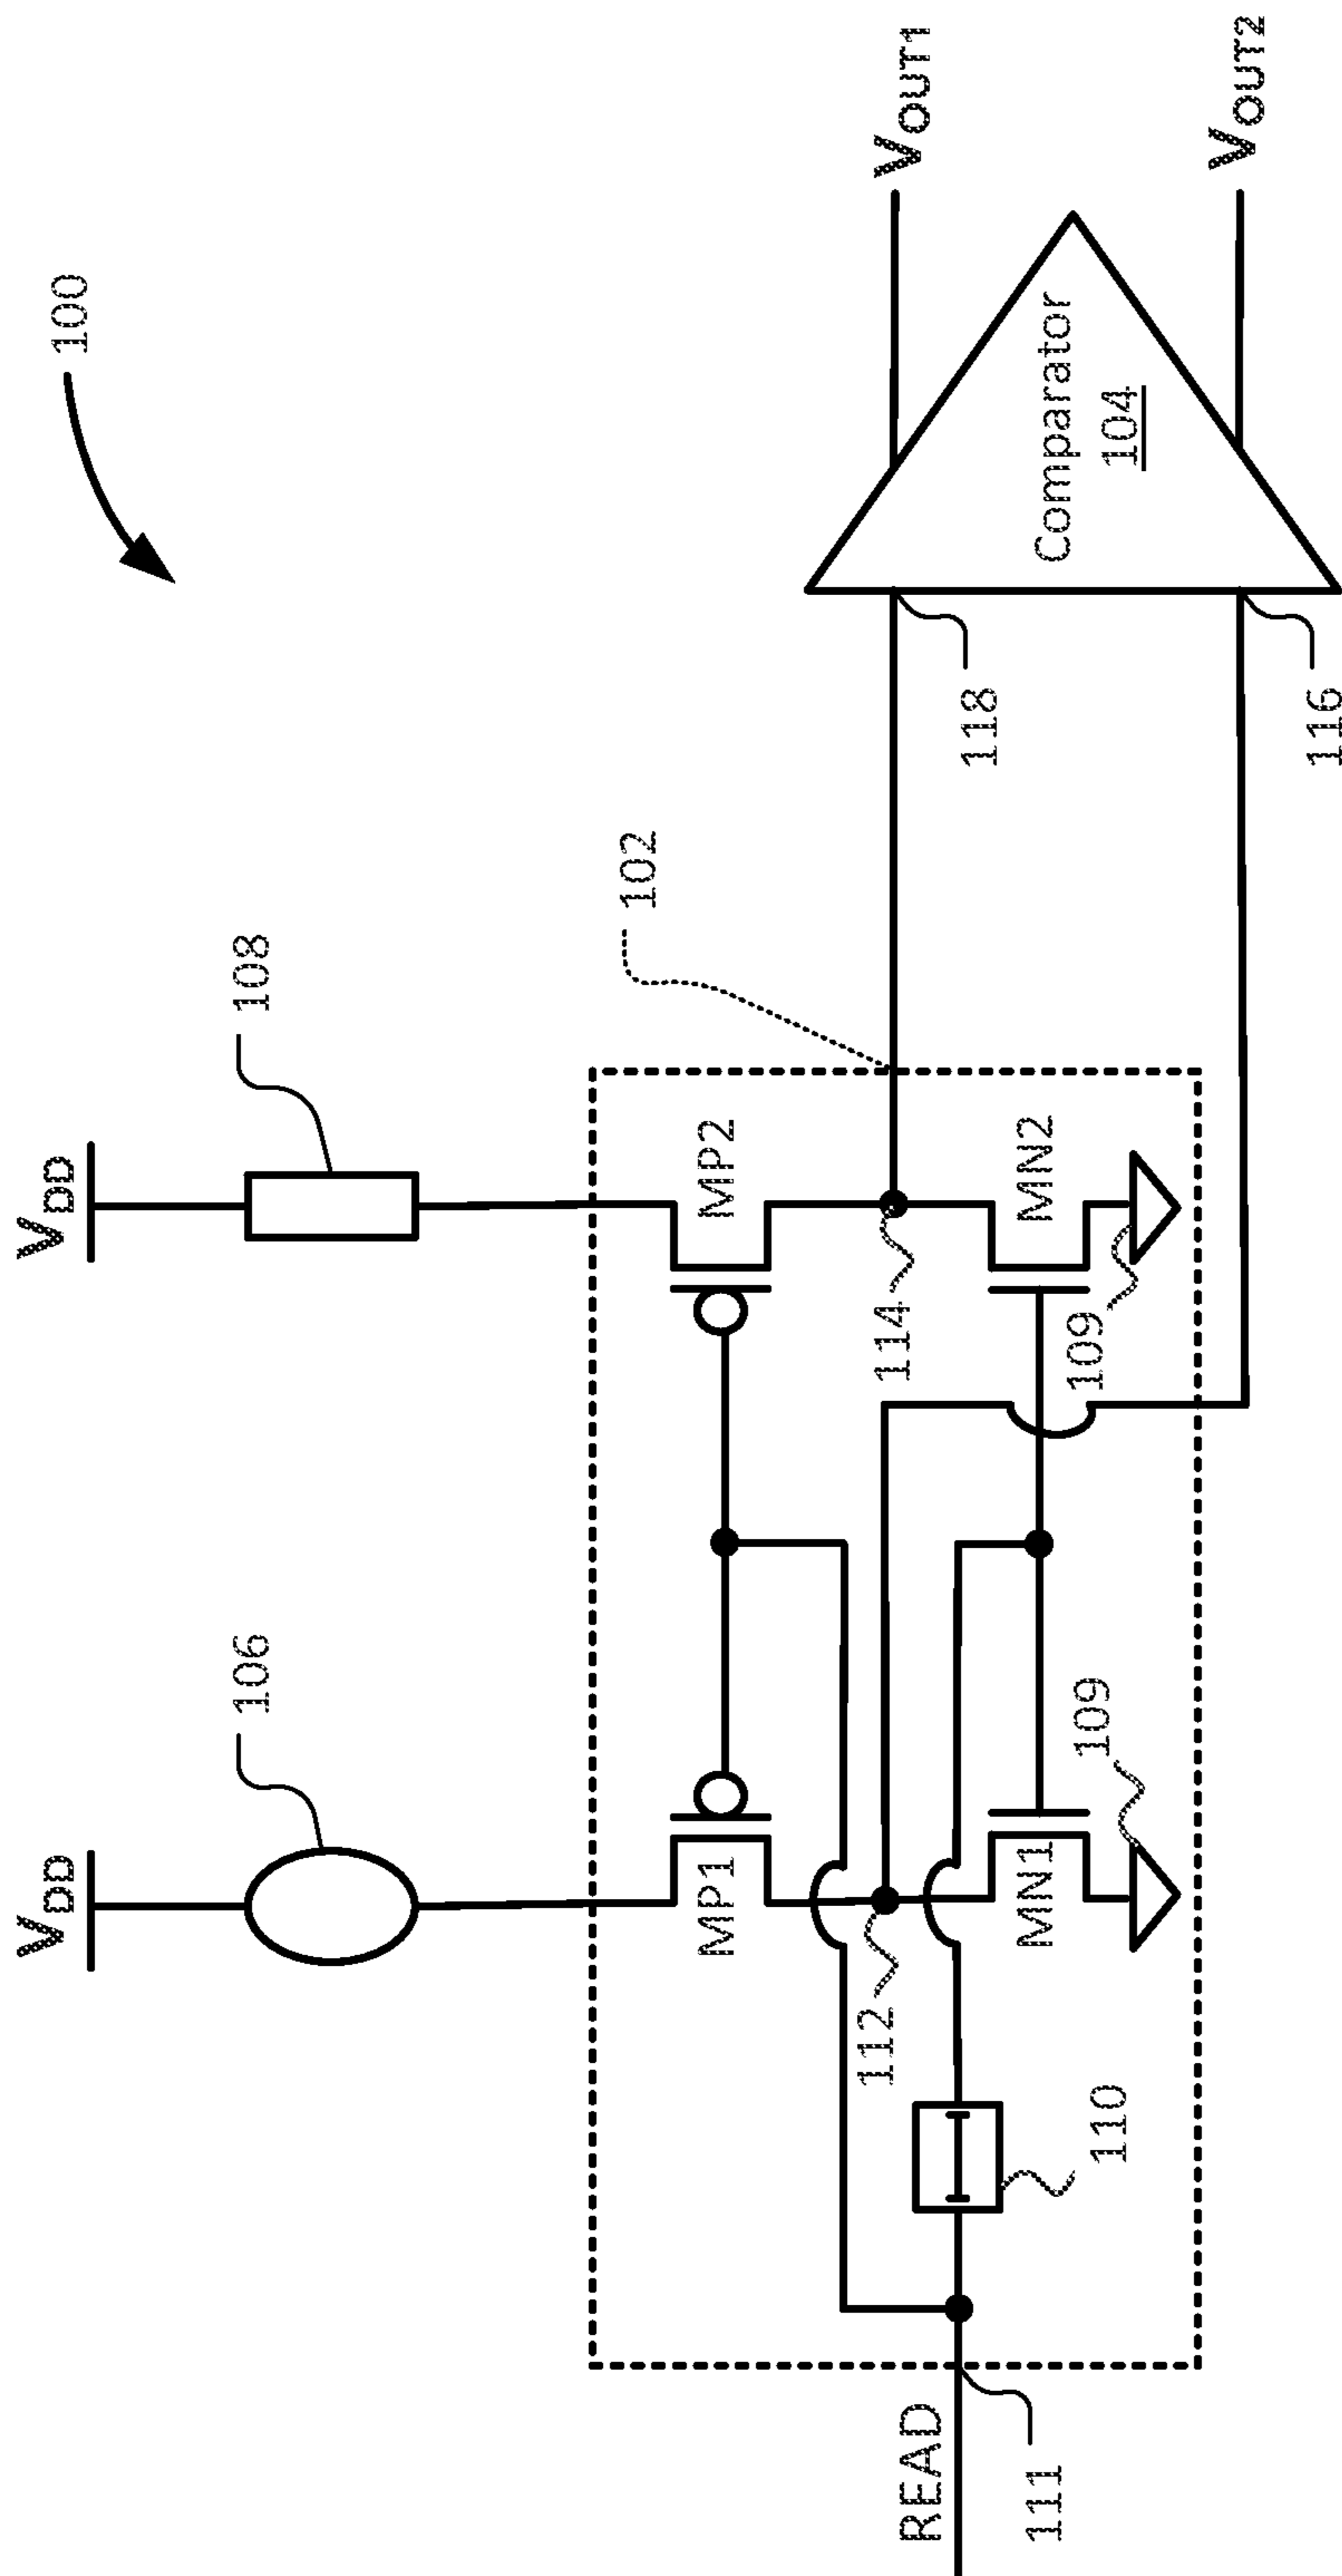 100
VDD
VDD
106
108
102
MP1
MP2
112
114
VOUT1
118
Comparator
104
READ
111
110
MN1
109
MN2
109
116
VOUT2